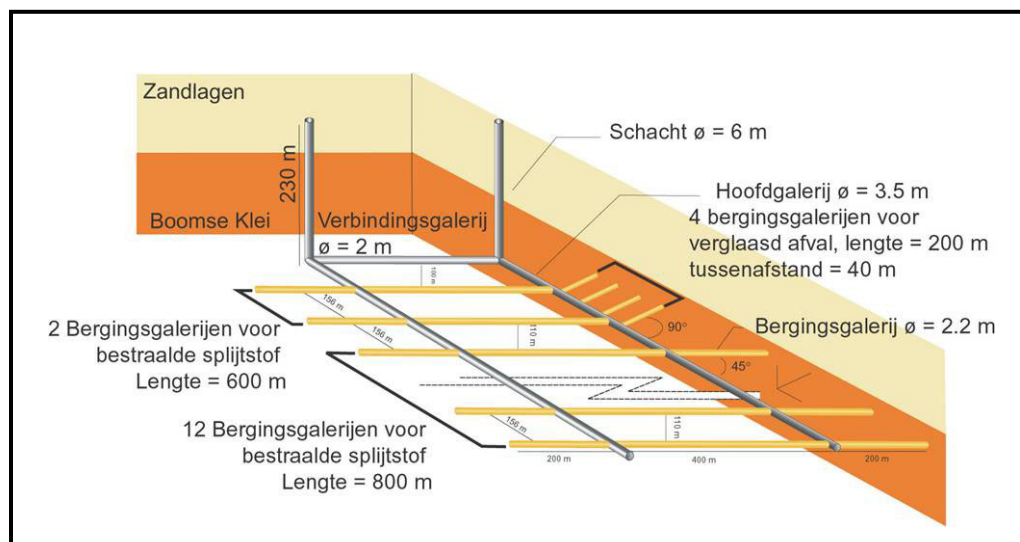 Zandlagen
Schacht ø = 6 m
230 m
Hoofdgalerij ø = 3.5 m
4 bergingsgalerijen voor
verglaasd afval, lengte = 200 m
tussenafstand = 40 m
Boomse Klei
Verbindingsgalerij
ø = 2 m
100 m
156 m
156 m
110 m
90°
Bergingsgalerij ø = 2.2 m
45°
2 Bergingsgalerijen voor
bestraalde splijtstof
Lengte = 600 m
12 Bergingsgalerijen voor
bestraalde splijtstof
Lengte = 800 m
156 m
110 m
200 m
400 m
200 m